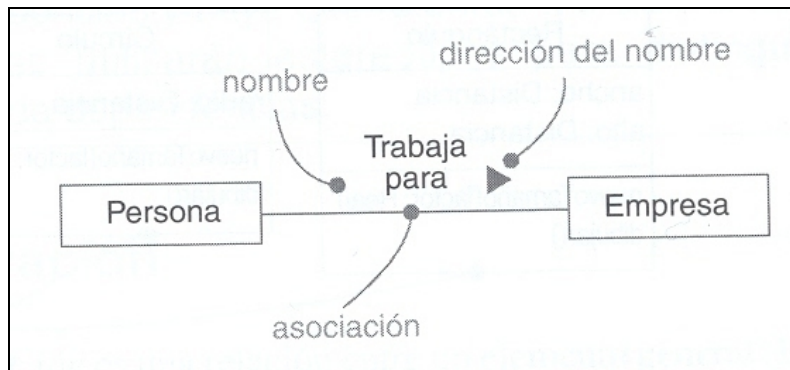 dirección del nombre
nombre
Trabaja
para
Persona
Empresa
asociación